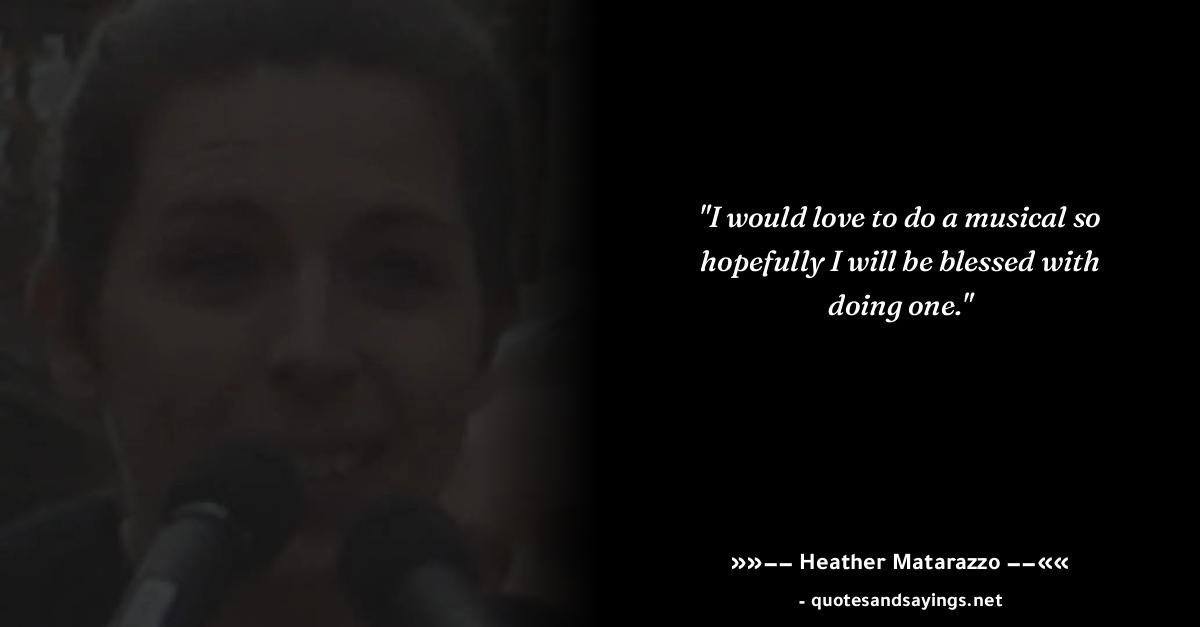 "I would love to do a musical so
hopefully I will be blessed with
doing one."
»»–– Heather Matarazzo ––««
- quotesandsayings.net